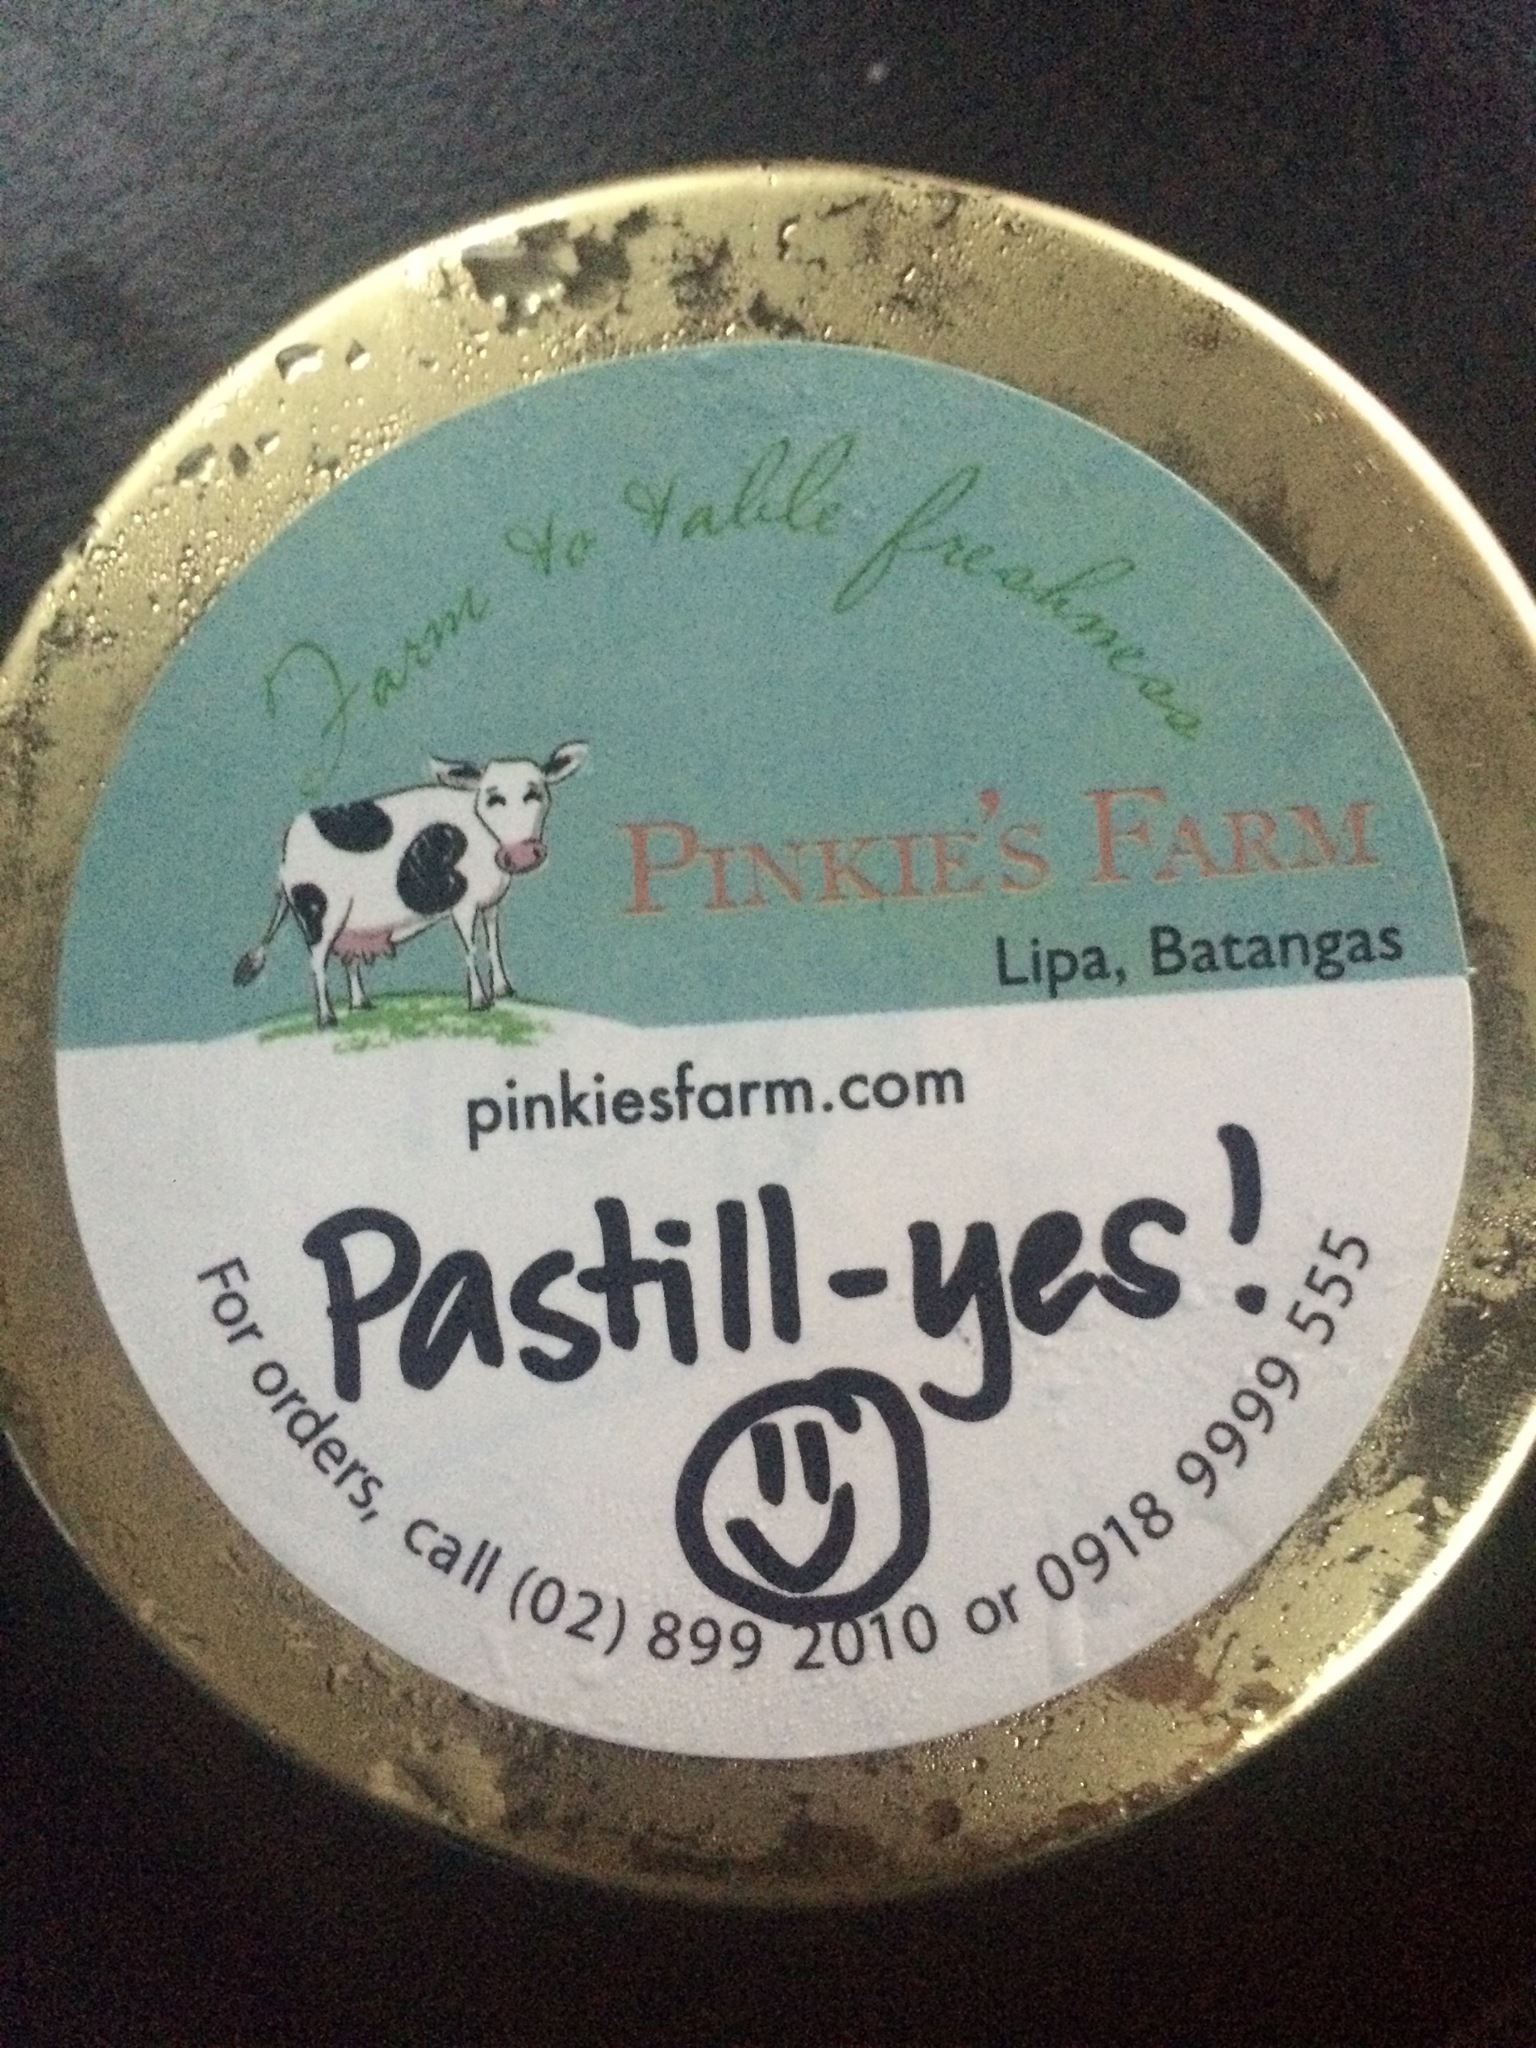 Farm to table freshness
PINKIE'S FARM
Lipa, Batangas
pinkiesfarm.com
Pastill-yes!
For orders, call (02) 899 2010 or 0918 9999 555